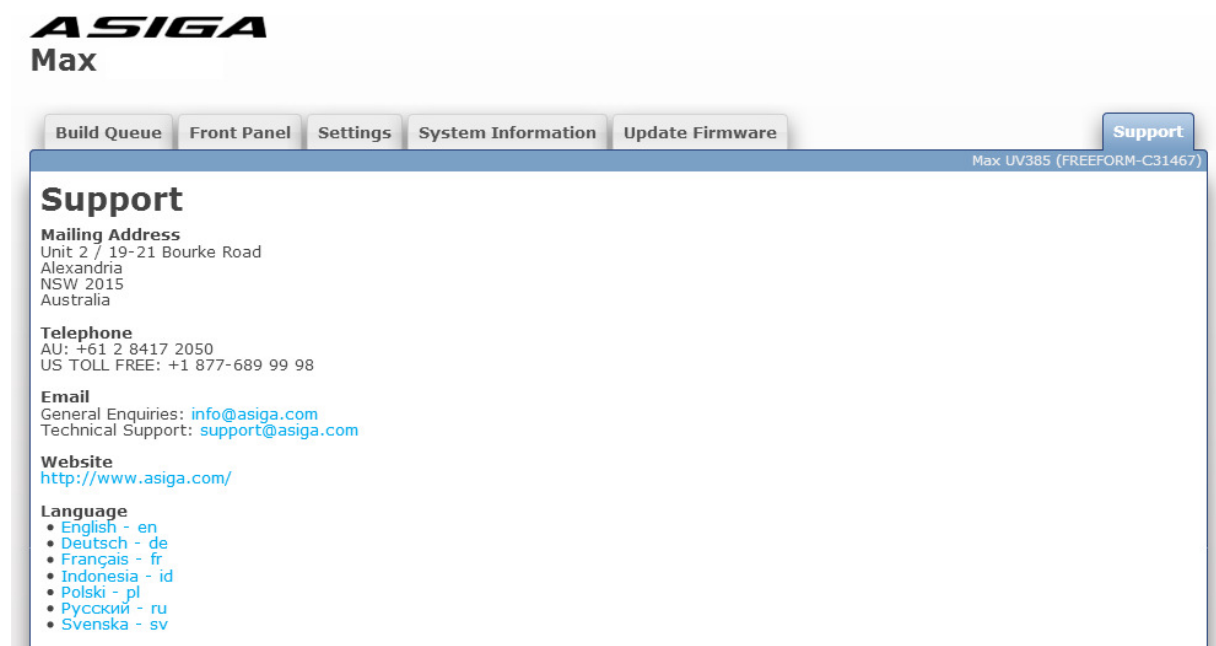 ASIGA
Max
Build Queue Front Panel Settings System Information Update Firmware Support
Max UV385 (FREEFORM-C31467)
Support
Mailing Address
Unit 2 / 19-21 Bourke Road
Alexandria
NSW 2015
Australia
Telephone
AU: +61 2 8417 2050
US TOLL FREE: +1 877-689 99 98
Email
General Enquiries: info@asiga.com
Technical Support: support@asiga.com
Website
http://www.asiga.com/
Language
• English - en
• Deutsch - de
• Français - fr
• Indonesia - id
• Polski - pl
• Русский - ru
• Svenska - sv